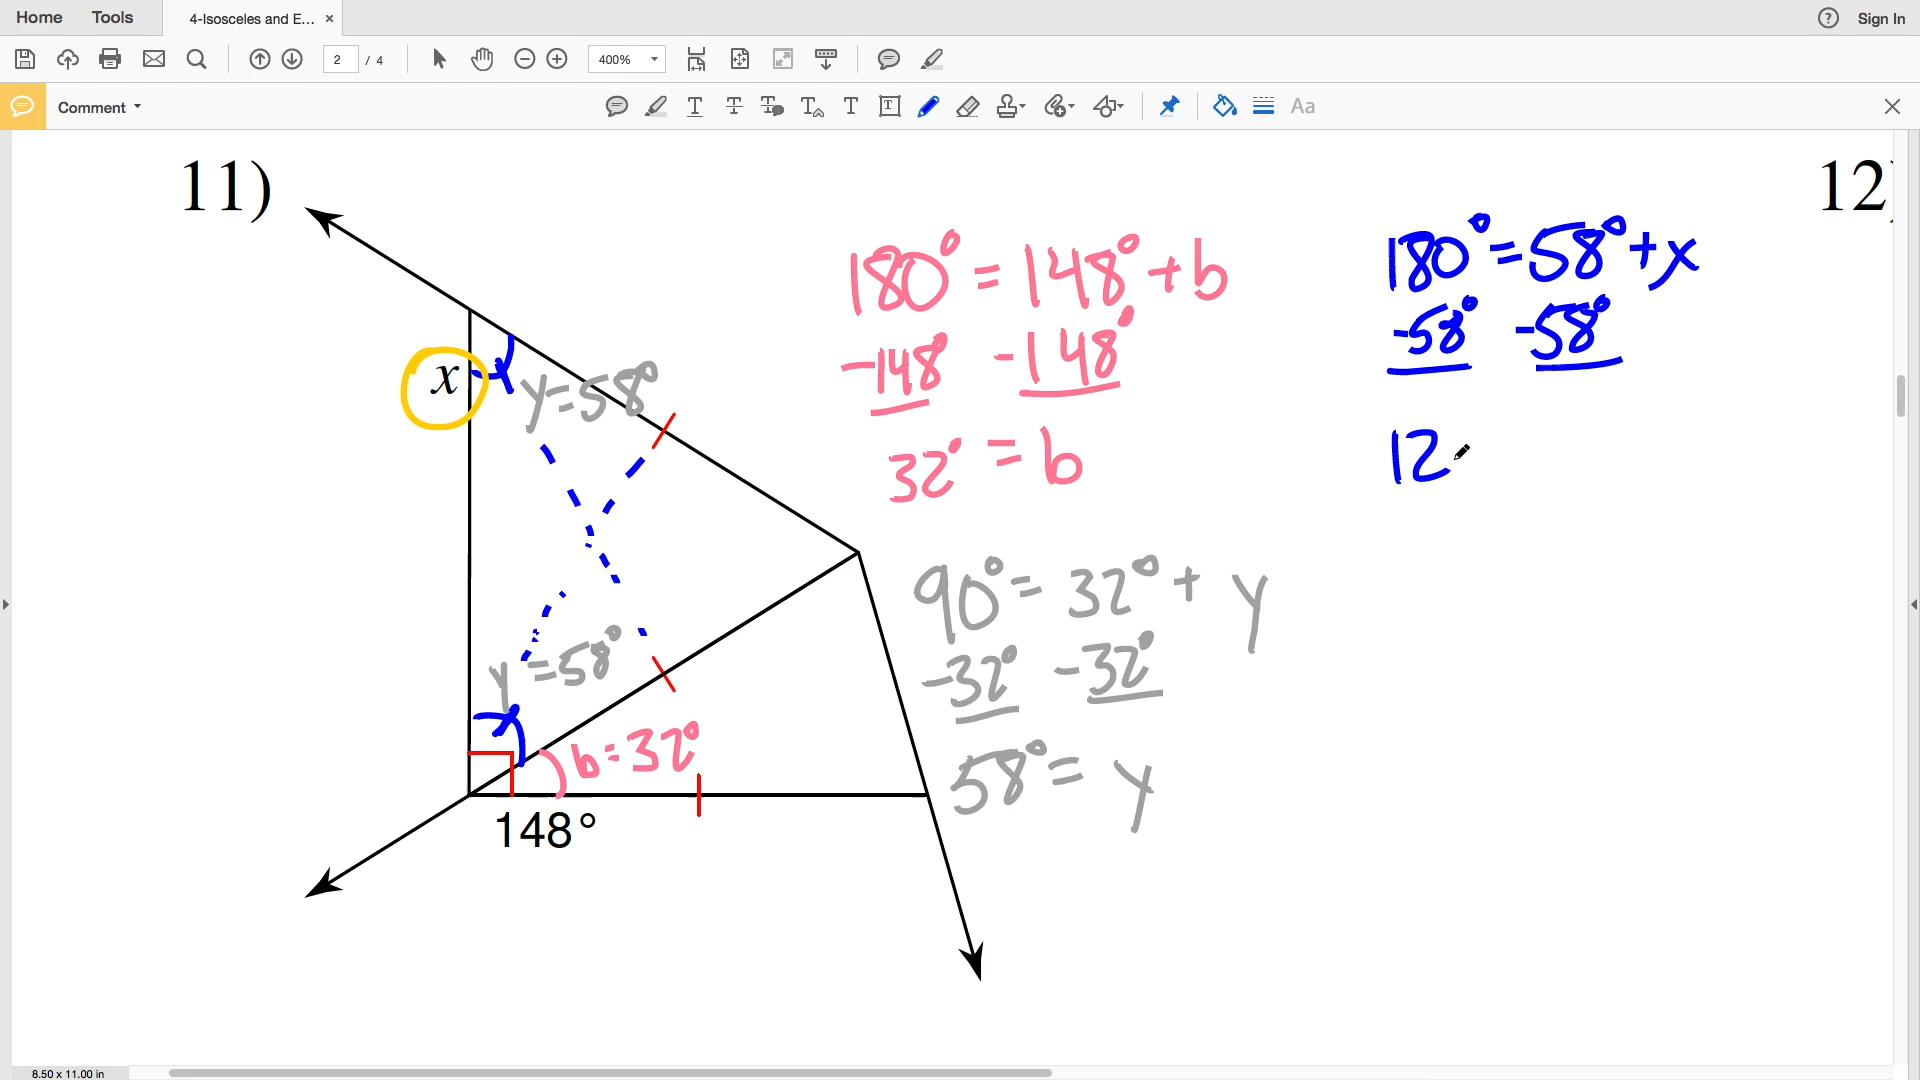 Home Tools 4-Isosceles and E... × ? Sign In
2 / 4 400%
Comment Aa
11)
12)
180° = 148° + b
-148° -148°
32° = b
180° = 58° + x
-58° -58°
12
x
y = 58°
90° = 32° + y
-32° -32°
58° = y
y = 58°
b = 32°
148°
8.50 x 11.00 in